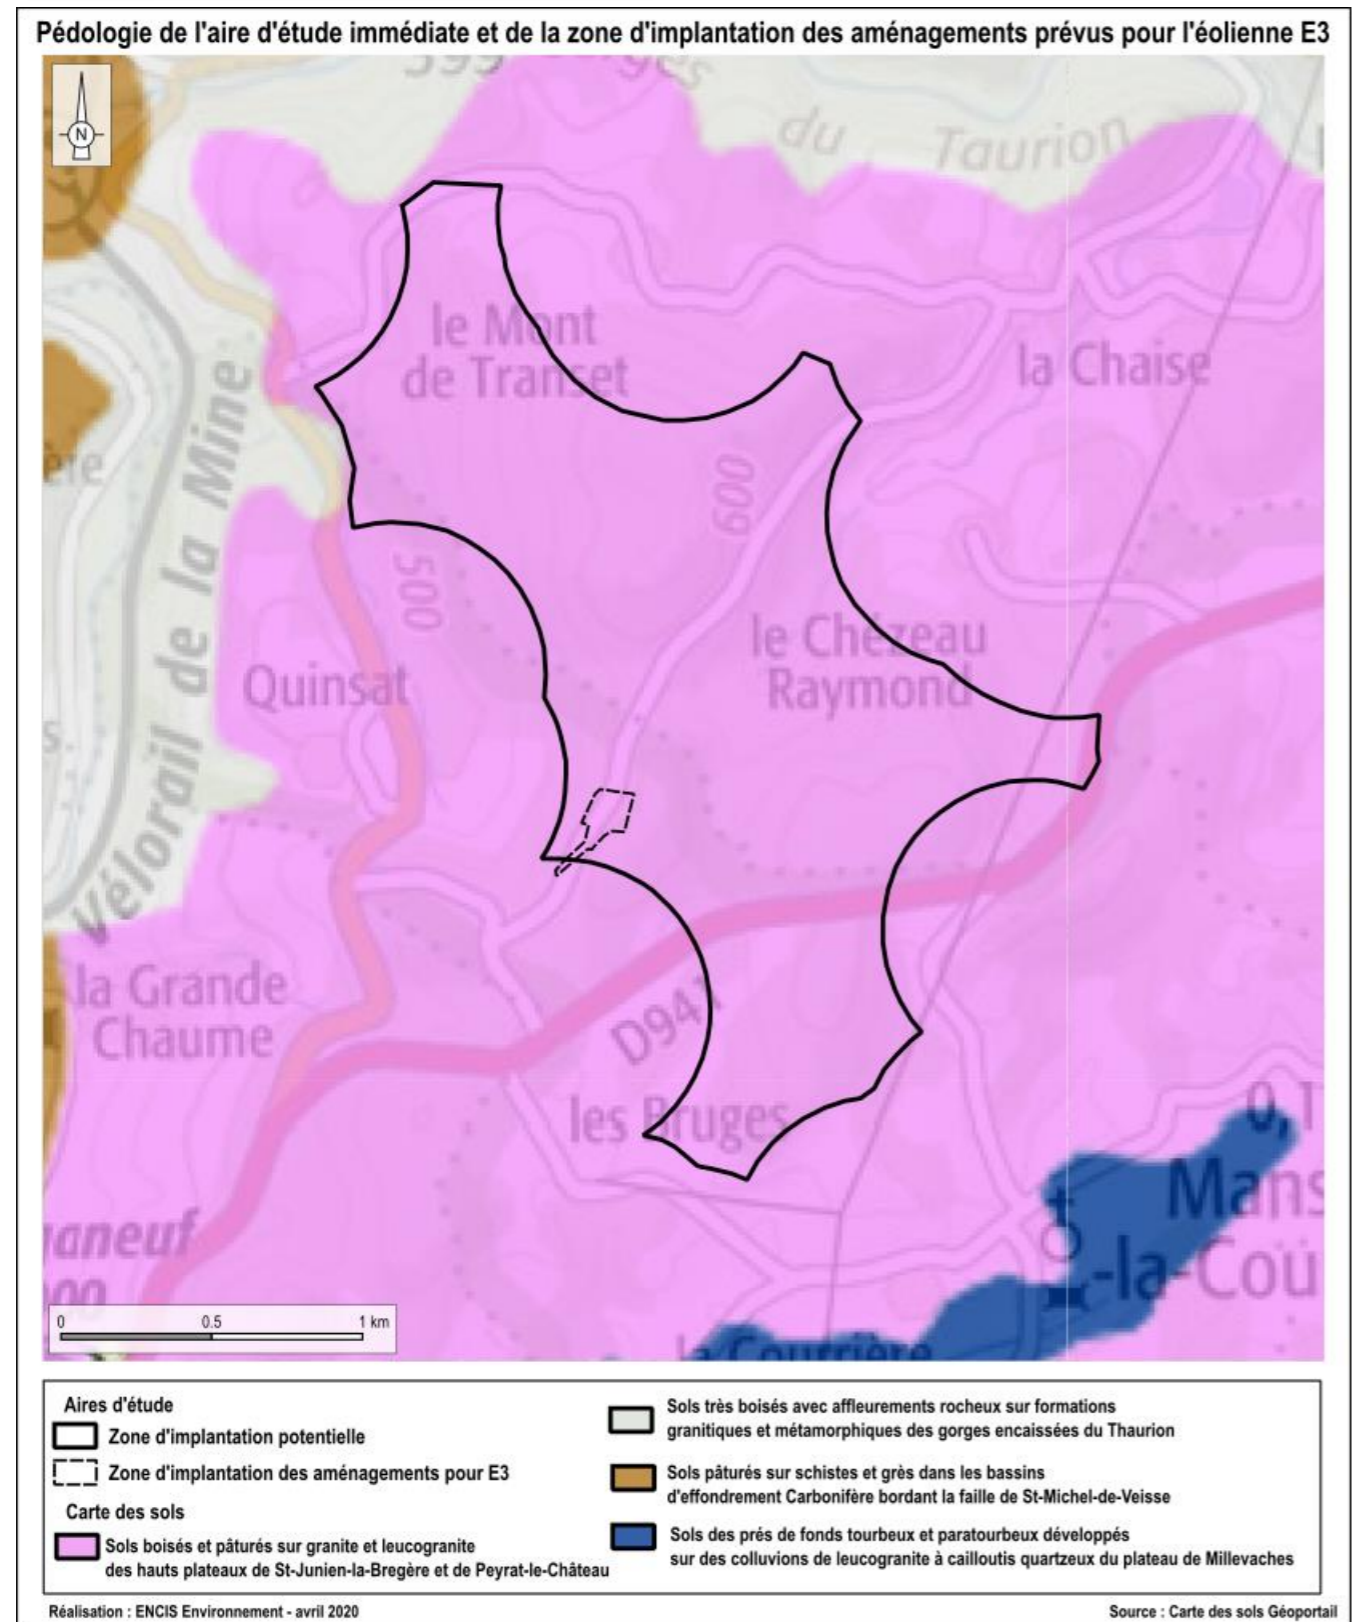 Pédologie de l'aire d'étude immédiate et de la zone d'implantation des aménagements prévus pour l'éolienne E3
N
du
Taurion
le Mont
de Transet
la Chaise
ère
Vélorail de la Mine
600
500
le Chézeau
Raymond
Quinsat
s.
la Grande
Chaume
D941
les Bruges
0,1
Mans
-la-Cou
aneuf
la Courrière
0
0.5
1 km
Aires d'étude
Zone d'implantation potentielle
Zone d'implantation des aménagements pour E3
Carte des sols
Sols boisés et pâturés sur granite et leucogranite
des hauts plateaux de St-Junien-la-Bregère et de Peyrat-le-Château
Sols très boisés avec affleurements rocheux sur formations
granitiques et métamorphiques des gorges encaissées du Thaurion
Sols pâturés sur schistes et grès dans les bassins
d'effondrement Carbonifère bordant la faille de St-Michel-de-Veisse
Sols des prés de fonds tourbeux et paratourbeux développés
sur des colluvions de leucogranite à cailloutis quartzeux du plateau de Millevaches
Réalisation : ENCIS Environnement - avril 2020
Source : Carte des sols Géoportail